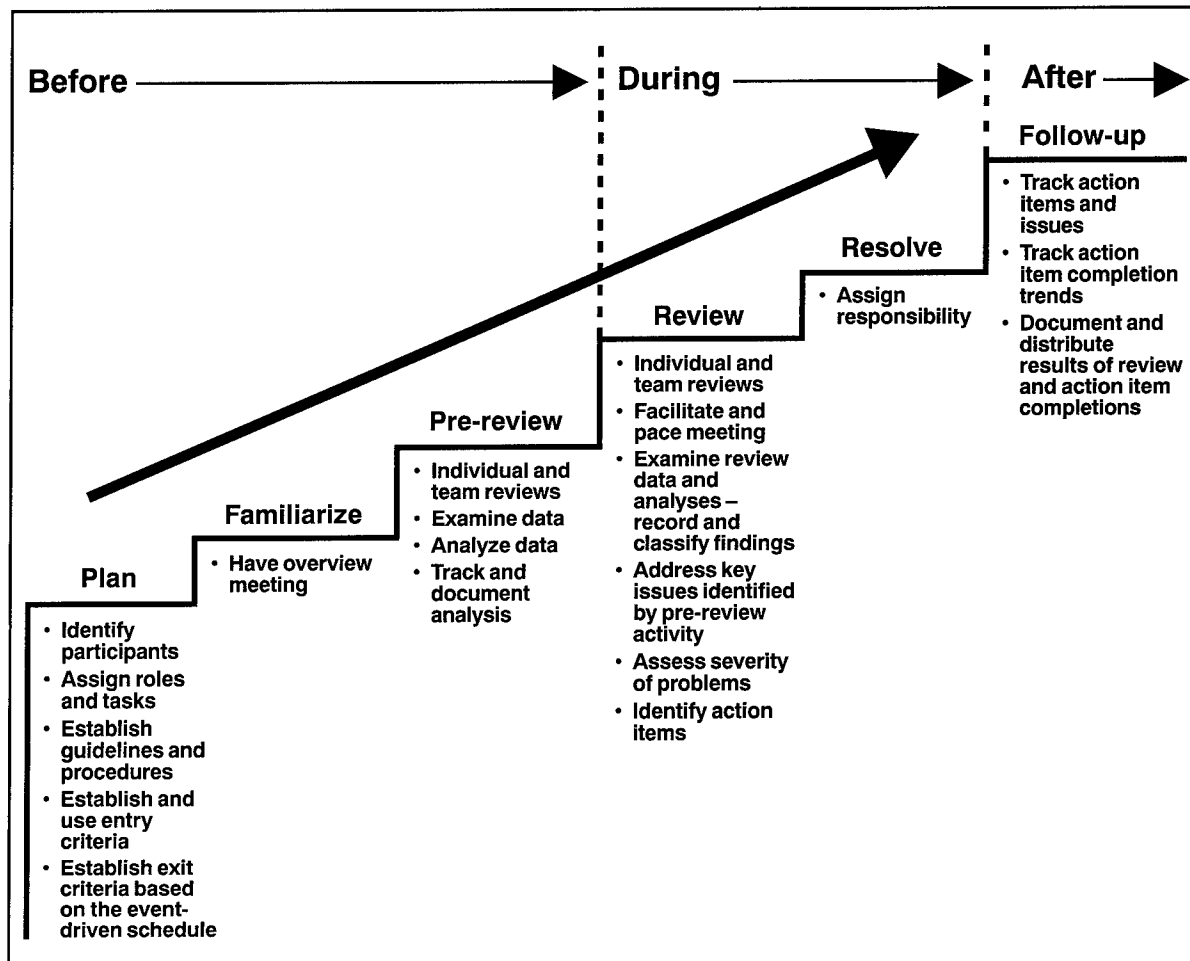 Before
During
After
Plan
• Identify
participants
• Assign roles
and tasks
• Establish
guidelines and
procedures
• Establish and
use entry
criteria
• Establish exit
criteria based
on the event-
driven schedule
Familiarize
• Have overview
meeting
Pre-review
• Individual and
team reviews
• Examine data
• Analyze data
• Track and
document
analysis
Review
• Individual and
team reviews
• Facilitate and
pace meeting
• Examine review
data and
analyses –
record and
classify findings
• Address key
issues identified
by pre-review
activity
• Assess severity
of problems
• Identify action
items
Resolve
• Assign
responsibility
Follow-up
• Track action
items and
issues
• Track action
item completion
trends
• Document and
distribute
results of review
and action item
completions